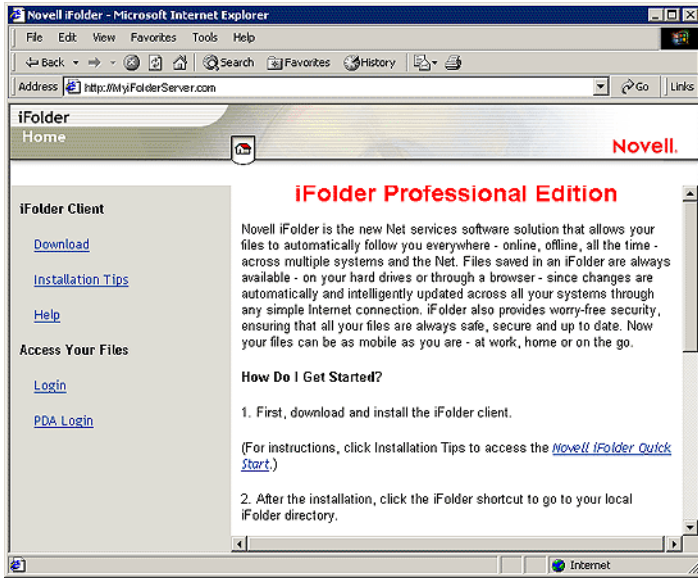 Novell iFolder - Microsoft Internet Explorer
File Edit View Favorites Tools Help
Back Search Favorites History
Address http://MyiFolderServer.com Go Links
iFolder
Home
Novell.
iFolder Client
Download
Installation Tips
Help
Access Your Files
Login
PDA Login
iFolder Professional Edition
Novell iFolder is the new Net services software solution that allows your
files to automatically follow you everywhere - online, offline, all the time -
across multiple systems and the Net. Files saved in an iFolder are always
available - on your hard drives or through a browser - since changes are
automatically and intelligently updated across all your systems through
any simple Internet connection. iFolder also provides worry-free security,
ensuring that all your files are always safe, secure and up to date. Now
your files can be as mobile as you are - at work, home or on the go.
How Do I Get Started?
1. First, download and install the iFolder client.
(For instructions, click Installation Tips to access the Novell iFolder Quick
Start.)
2. After the installation, click the iFolder shortcut to go to your local
iFolder directory.
Internet